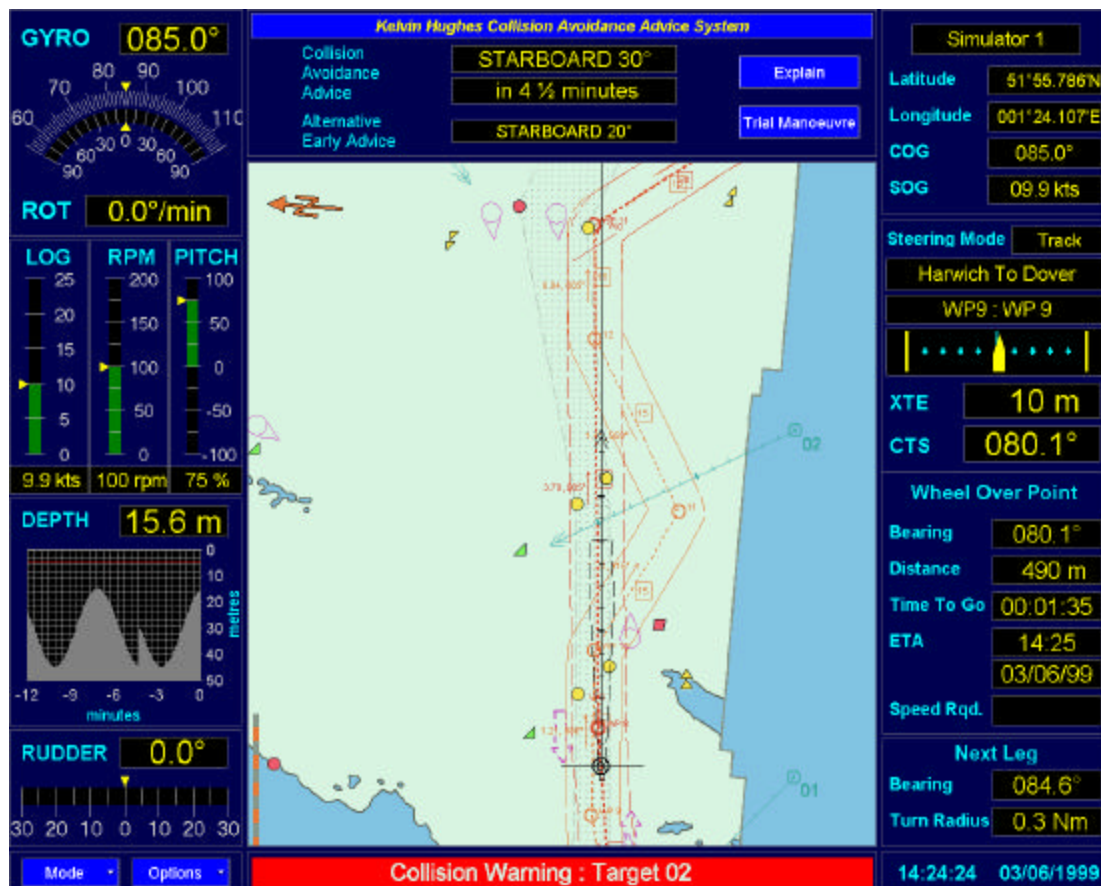 GYRO 085.0°
80 90
70 100
60 110
60 30 0 30 60
90 90
ROT 0.0°/min
LOG RPM PITCH
25 200 100
20
150 50
15
100 0
10
50 -50
5
0 0 -100
9.9 kts 100 rpm 75 %
DEPTH 15.6 m
0
10
20
30
40
50
metres
-12 -9 -6 -3 0
minutes
RUDDER 0.0°
30 20 10 0 10 20 30
Mode Options
Kelvin Hughes Collision Avoidance Advice System
Collision
Avoidance
Advice
STARBOARD 30°
in 4 ½ minutes
Alternative
Early Advice
STARBOARD 20°
Explain
Trial Manoeuvre
02
15
15
01
Collision Warning : Target 02
Simulator 1
Latitude 51°55.786'N
Longitude 001°24.107'E
COG 085.0°
SOG 09.9 kts
Steering Mode Track
Harwich To Dover
WP9 : WP 9
XTE 10 m
CTS 080.1°
Wheel Over Point
Bearing 080.1°
Distance 490 m
Time To Go 00:01:35
ETA 14:25
03/06/99
Speed Rqd.
Next Leg
Bearing 084.6°
Turn Radius 0.3 Nm
14:24:24 03/06/1999